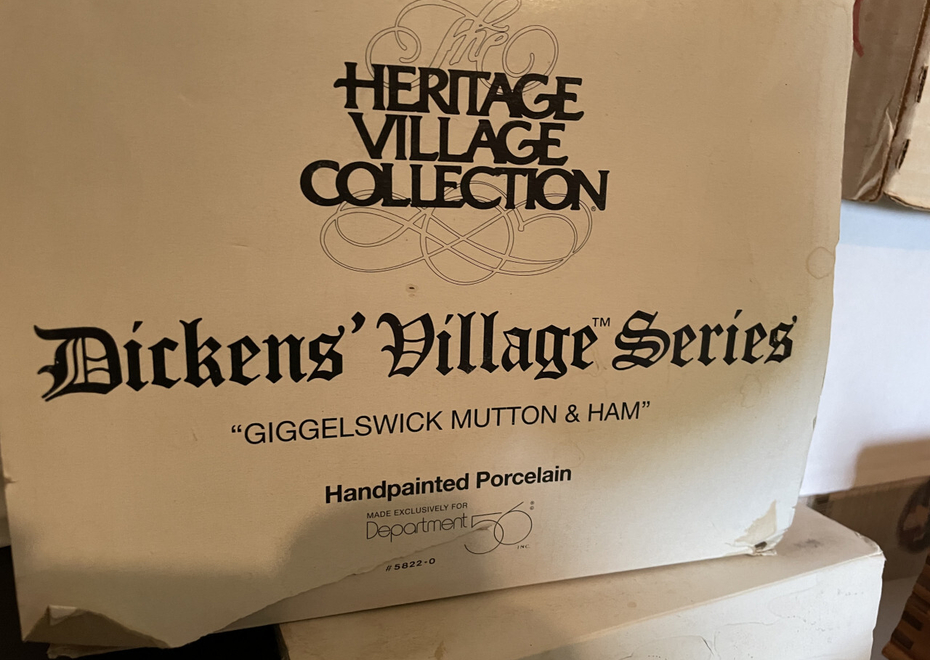 The
HERITAGE
VILLAGE
COLLECTION®
Dickens' Village™ Series
“GIGGELSWICK MUTTON & HAM”
Handpainted Porcelain
MADE EXCLUSIVELY FOR
Department 56®
INC
#5822-0